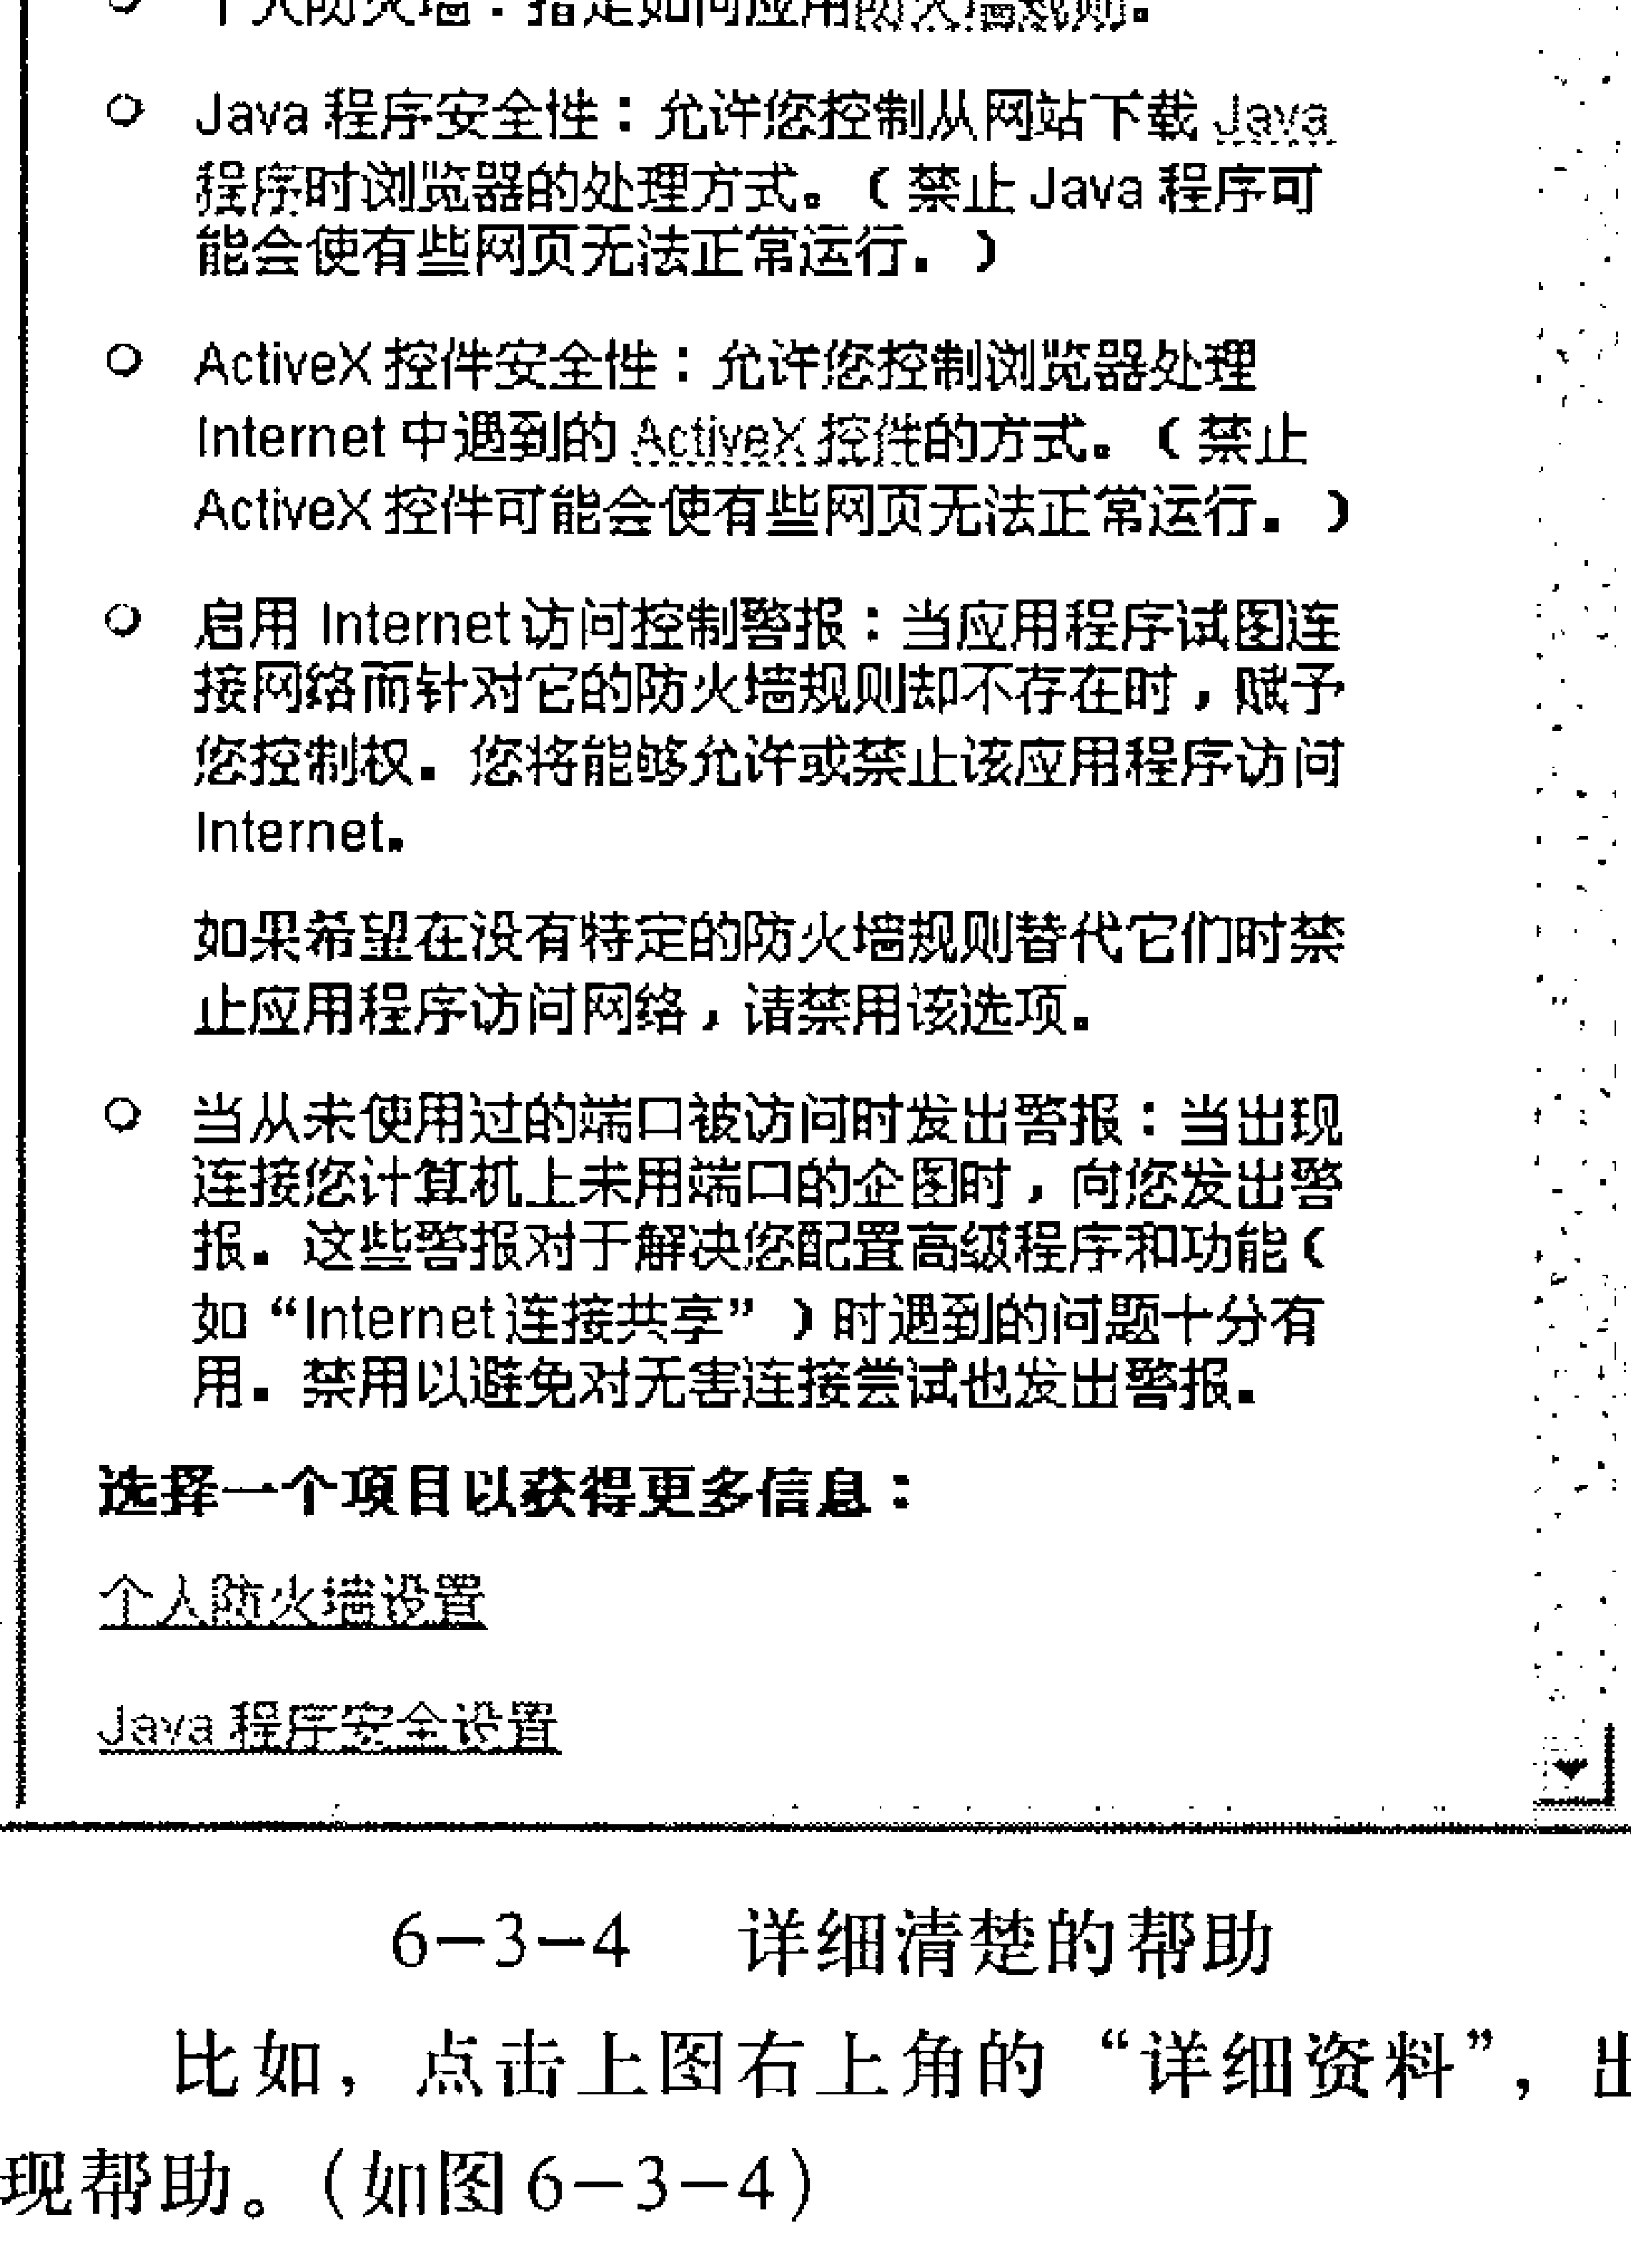 个人防火墙：指定如何应用防火墙规则。
Java 程序安全性：允许您控制从网站下载 Java
程序时浏览器的处理方式。（禁止 Java 程序可
能会使有些网页无法正常运行。）
ActiveX 控件安全性：允许您控制浏览器处理
Internet 中遇到的 ActiveX 控件的方式。（禁止
ActiveX 控件可能会使有些网页无法正常运行。）
启用 Internet 访问控制警报：当应用程序试图连
接网络而针对它的防火墙规则却不存在时，赋予
您控制权。您将能够允许或禁止该应用程序访问
Internet。
如果希望在没有特定的防火墙规则替代它们时禁
止应用程序访问网络，请禁用该选项。
当从未使用过的端口被访问时发出警报：当出现
连接您计算机上未用端口的企图时，向您发出警
报。这些警报对于解决您配置高级程序和功能（
如“Internet 连接共享”）时遇到的问题十分有
用。禁用以避免对无害连接尝试也发出警报。
选择一个项目以获得更多信息：
个人防火墙设置
Java 程序安全设置
6-3-4 详细清楚的帮助
比如，点击上图右上角的“详细资料”，出
现帮助。（如图6-3-4）